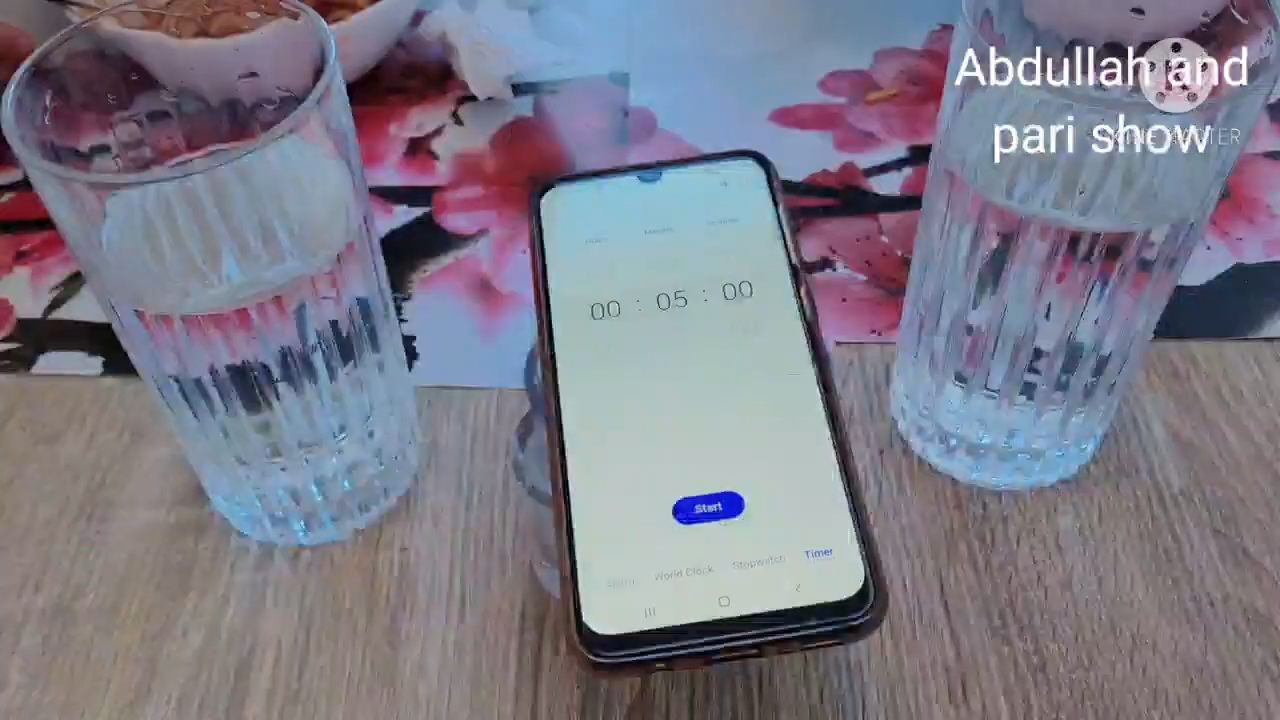 Abdullah and
pari show
00 : 05 : 00
Start
World Clock
Stopwatch
Timer